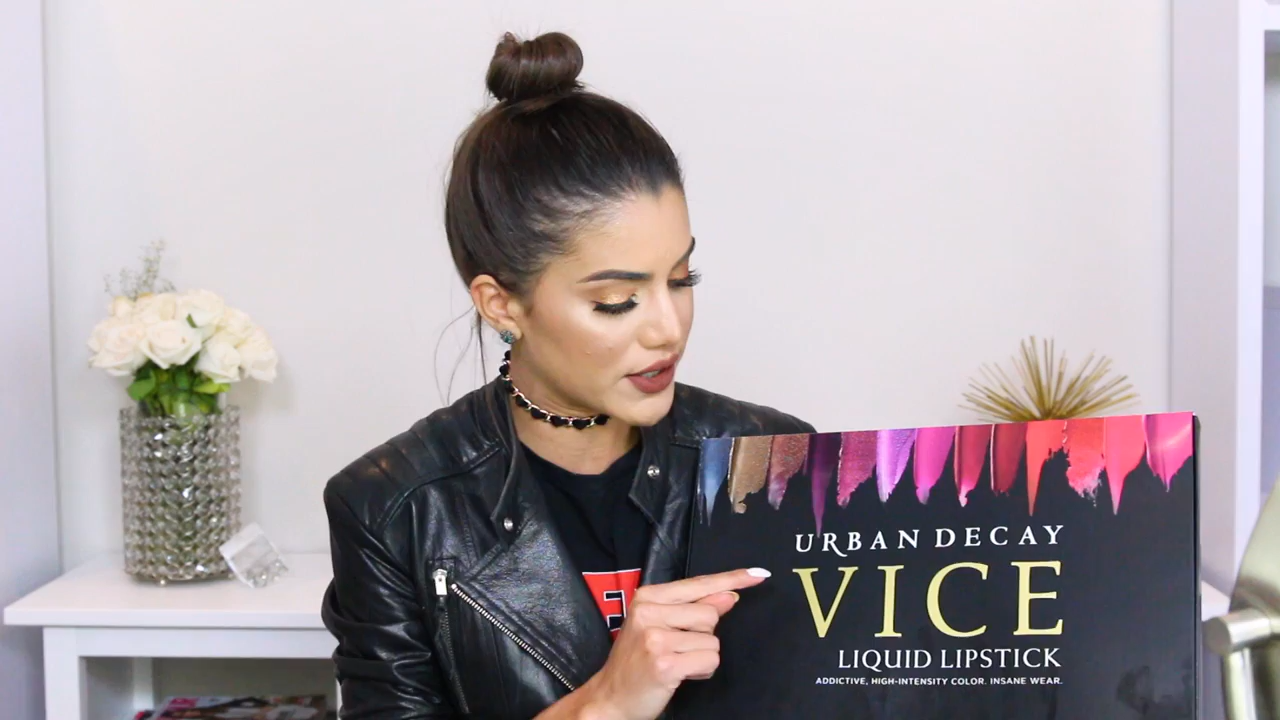 URBAN DECAY
VICE
LIQUID LIPSTICK
ADDICTIVE, HIGH-INTENSITY COLOR. INSANE WEAR.